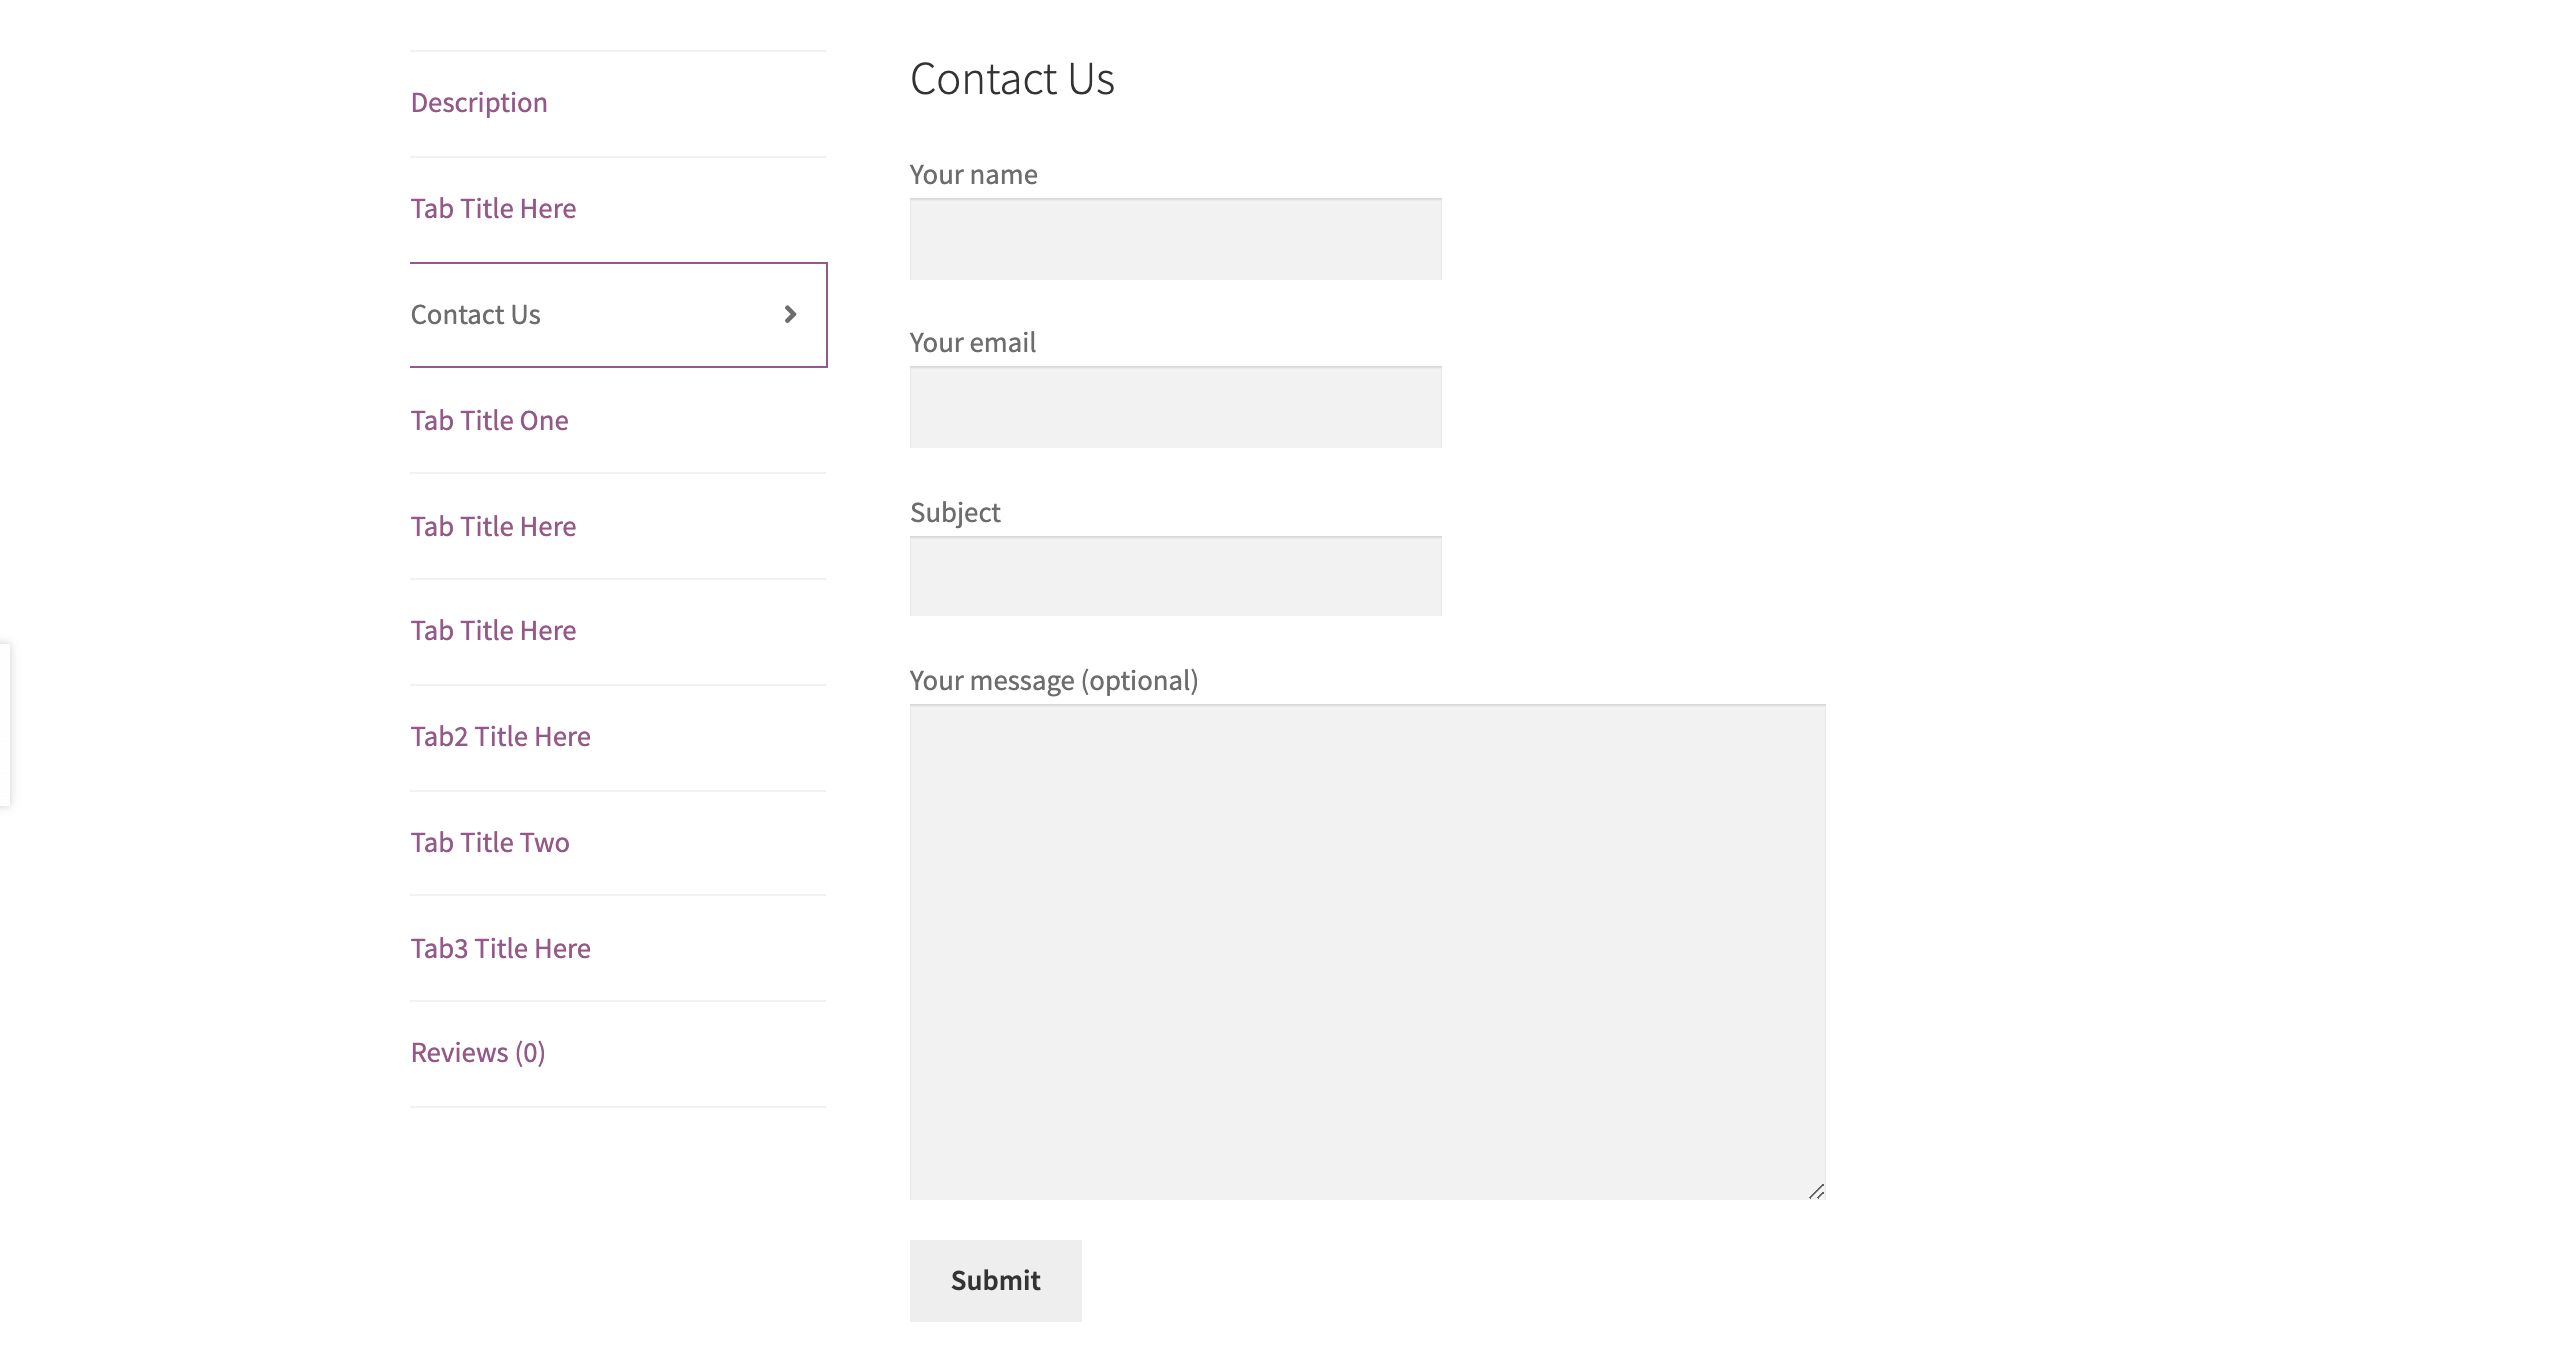 Description
Tab Title Here
Contact Us
Tab Title One
Tab Title Here
Tab Title Here
Tab2 Title Here
Tab Title Two
Tab3 Title Here
Reviews (0)
Contact Us
Your name
Your email
Subject
Your message (optional)
Submit